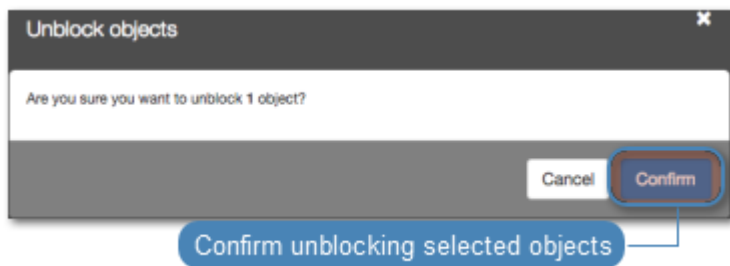 Unblock objects
Are you sure you want to unblock 1 object?
Cancel
Confirm
Confirm unblocking selected objects